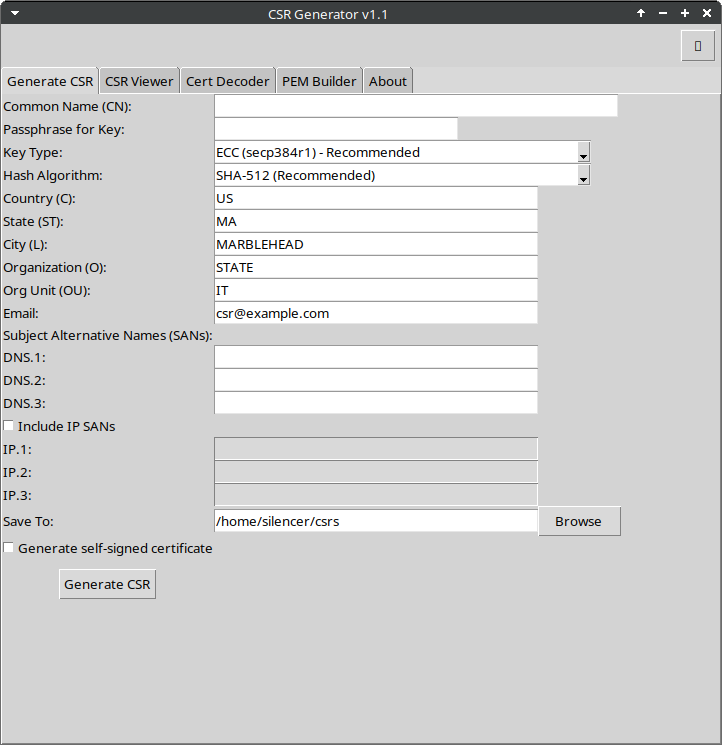 CSR Generator v1.1
Generate CSR CSR Viewer Cert Decoder PEM Builder About
Common Name (CN):
Passphrase for Key:
Key Type: ECC (secp384r1) - Recommended
Hash Algorithm: SHA-512 (Recommended)
Country (C): US
State (ST): MA
City (L): MARBLEHEAD
Organization (O): STATE
Org Unit (OU): IT
Email: csr@example.com
Subject Alternative Names (SANs):
DNS.1:
DNS.2:
DNS.3:
Include IP SANs
IP.1:
IP.2:
IP.3:
Save To: /home/silencer/csrs Browse
Generate self-signed certificate
Generate CSR